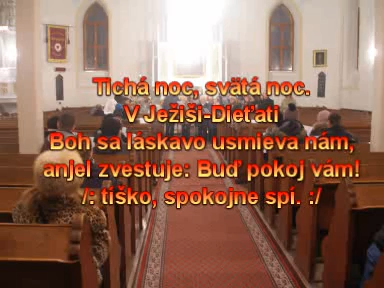 Tichá noc, svätá noc.
V Ježiši-Dieťati
Boh sa láskavo usmieva nám,
anjel zvestuje: Buď pokoj vám!
/: tíško, spokojne spí. :/